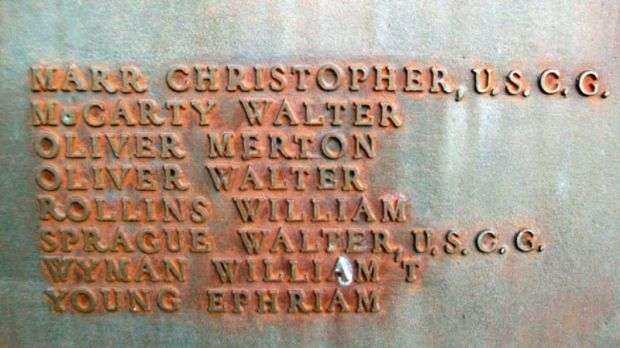 MARR CHRISTOPHER, U.S.C.G.
McCARTY WALTER
OLIVER MERTON
OLIVER WALTER
ROLLINS WILLIAM
SPRAGUE WALTER, U.S.C.G.
WYMAN WILLIAM T
YOUNG EPHRIAM